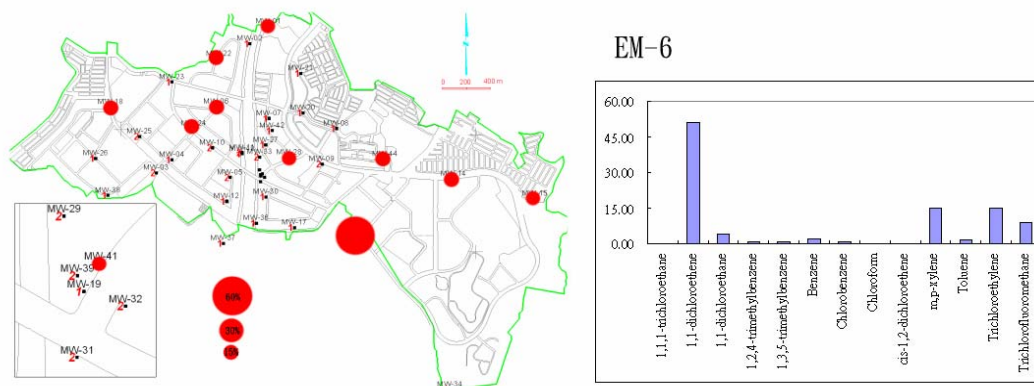 MW-01
MW-02
MW-22
MW-21
MW-23
MW-18
MW-06
MW-20
MW-07
MW-24
MW-42
MW-08
MW-25
MW-10
MW-27
MW-26
MW-04
MW-33
MW-28
MW-09
MW-44
MW-03
MW-05
MW-14
MW-38
MW-12
MW-30
MW-15
MW-36
MW-17
MW-37
MW-34
MW-29
MW-41
MW-39
MW-19
MW-32
MW-31
60%
30%
15%
N
0 200 400 m
EM-6
60.00
45.00
30.00
15.00
0.00
1,1,1-trichloroethane
1,1-dichloroethene
1,1-dichloroethane
1,2,4-trimethylbenzene
1,3,5-trimethylbenzene
Benzene
Chlorobenzene
Chloroform
cis-1,2-dichloroethene
m,p-xylene
Toluene
Trichloroethylene
Trichlorofluoromethane